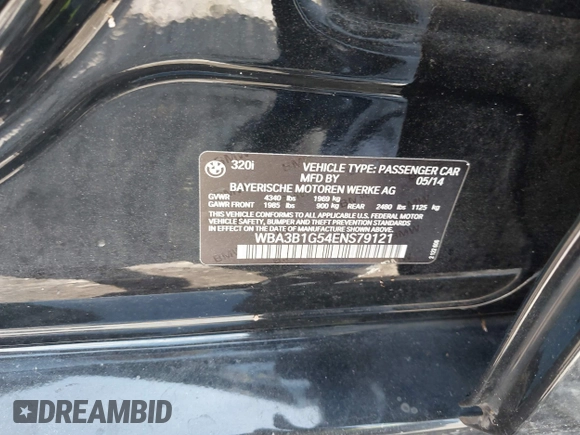 320i VEHICLE TYPE: PASSENGER CAR
MFD BY 05/14
BAYERISCHE MOTOREN WERKE AG
GVWR 4340 lbs 1969 kg
GAWR FRONT 1985 lbs 900 kg REAR 2480 lbs 1125 kg
THIS VEHICLE CONFORMS TO ALL APPLICABLE
U.S. FEDERAL MOTOR VEHICLE
SAFETY, BUMPER AND THEFT PREVENTION
STANDARDS IN EFFECT ON THE DATE OF
MANUFACTURE SHOWN ABOVE.
WBA3B1G54ENS79121
DREAMBID
DREAMBID